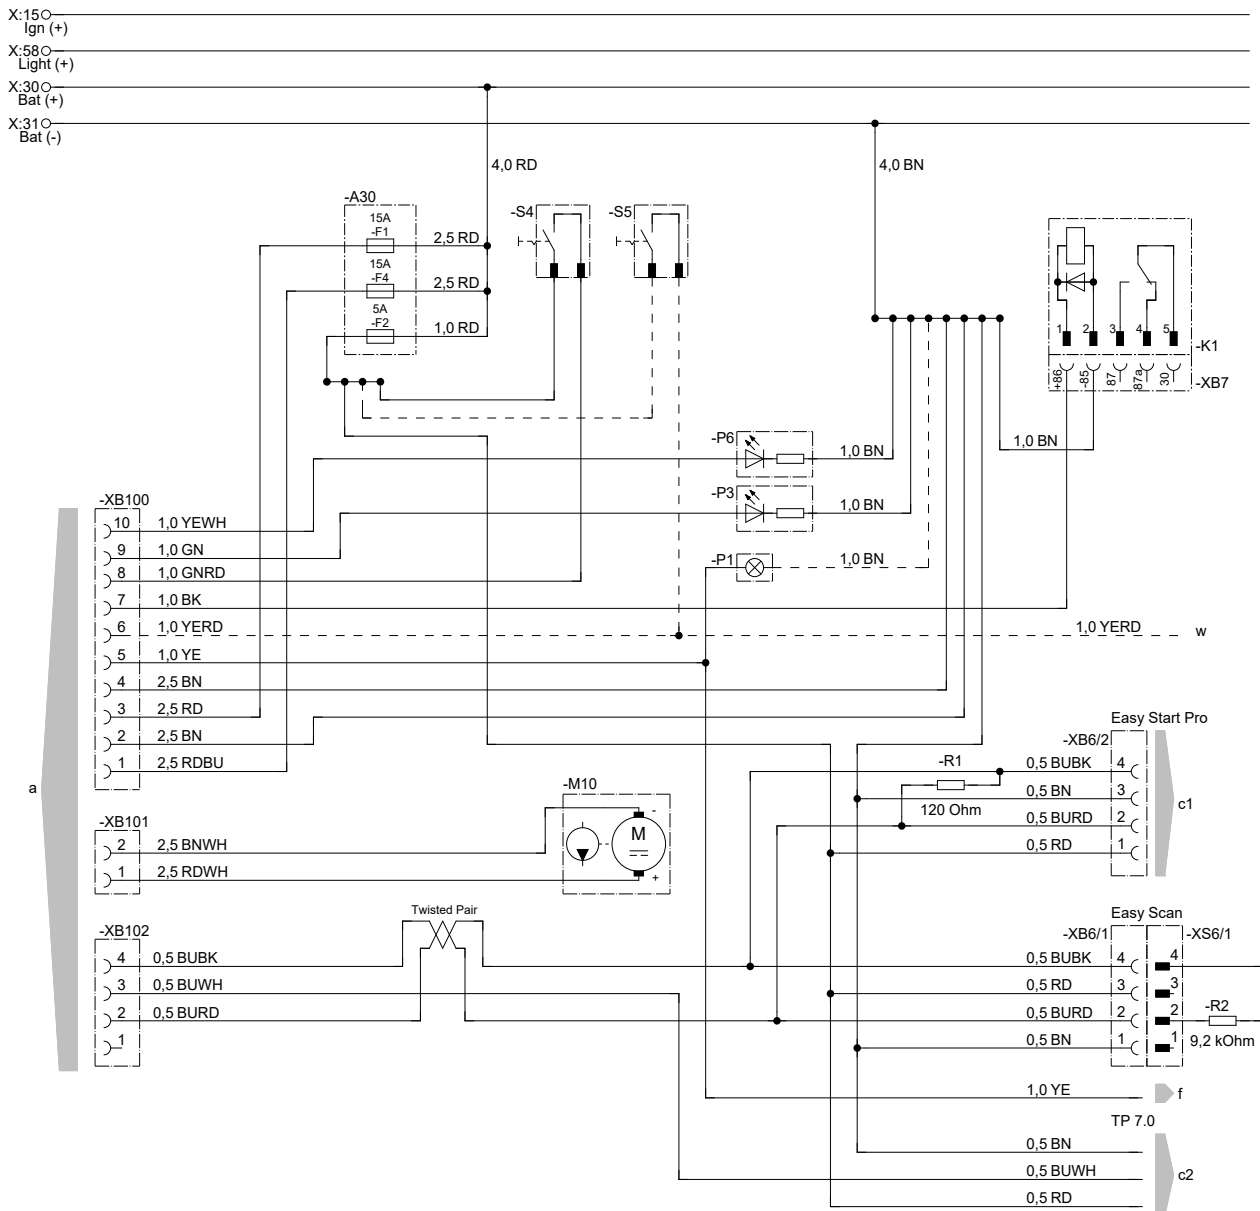 X:15
Ign (+)
X:58
Light (+)
X:30
Bat (+)
X:31
Bat (-)
4,0 RD
4,0 BN
-A30
15A
-F1
2,5 RD
15A
-F4
2,5 RD
5A
-F2
1,0 RD
-S4
-S5
1 2 3 4 5
-K1
+86 -85 87 87a 30
-XB7
1,0 BN
-P6
1,0 BN
-P3
1,0 BN
-P1
1,0 BN
-XB100
10 1,0 YEWH
9 1,0 GN
8 1,0 GNRD
7 1,0 BK
6 1,0 YERD
1,0 YERD w
5 1,0 YE
4 2,5 BN
3 2,5 RD
2 2,5 BN
1 2,5 RDBU
a
Easy Start Pro
-XB6/2
-R1
120 Ohm
0,5 BUBK 4
0,5 BN 3
0,5 BURD 2
0,5 RD 1
c1
-M10
M
-
+
-XB101
2 2,5 BNWH
1 2,5 RDWH
Twisted Pair
-XB102
4 0,5 BUBK
3 0,5 BUWH
2 0,5 BURD
1
Easy Scan
-XB6/1
-XS6/1
0,5 BUBK 4 4
0,5 RD 3 3
0,5 BURD 2 2
-R2
9,2 kOhm
0,5 BN 1 1
1,0 YE f
TP 7.0
0,5 BN
0,5 BUWH
c2
0,5 RD